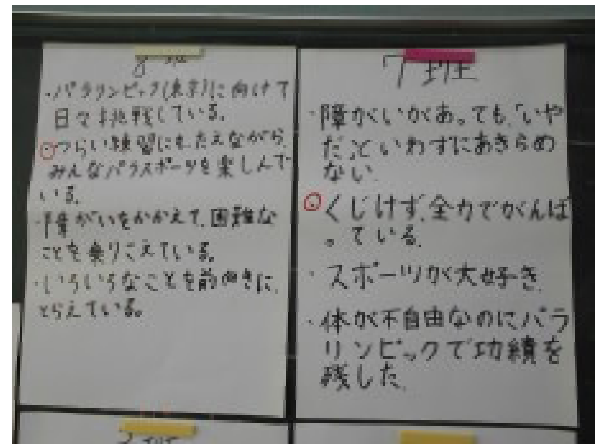 8班
・パラリンピック(東京)に向けて
日々挑戦している。
つらい練習にもたえながら、
みんなパラスポーツを楽しんで
いる。
・障がいをかかえて、困難な
ことを乗りこえている。
・いろいろなことを前向きに、
とらえている。
7班
・障がいがあっても、「いや
だ」といわずにあきらめ
ない
・くじけず、全力でがんば
っている。
・スポーツが大好き
・体が不自由なのにパラ
リンピックで功績を
残した。